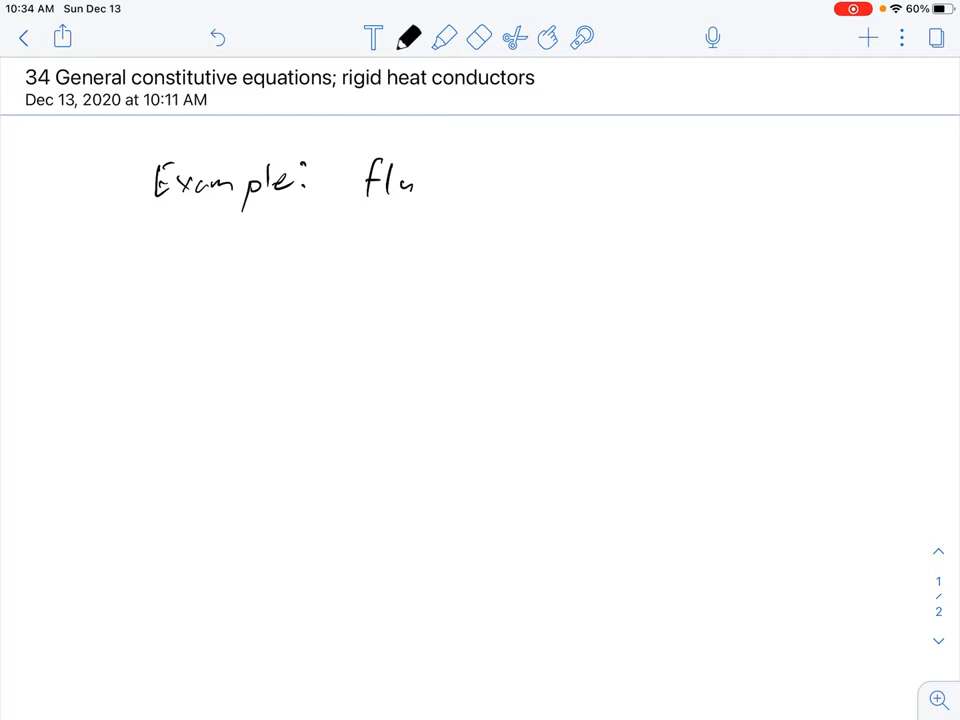 10:34 AM Sun Dec 13 60%
T
34 General constitutive equations; rigid heat conductors
Dec 13, 2020 at 10:11 AM
Example: flu
1
/
2